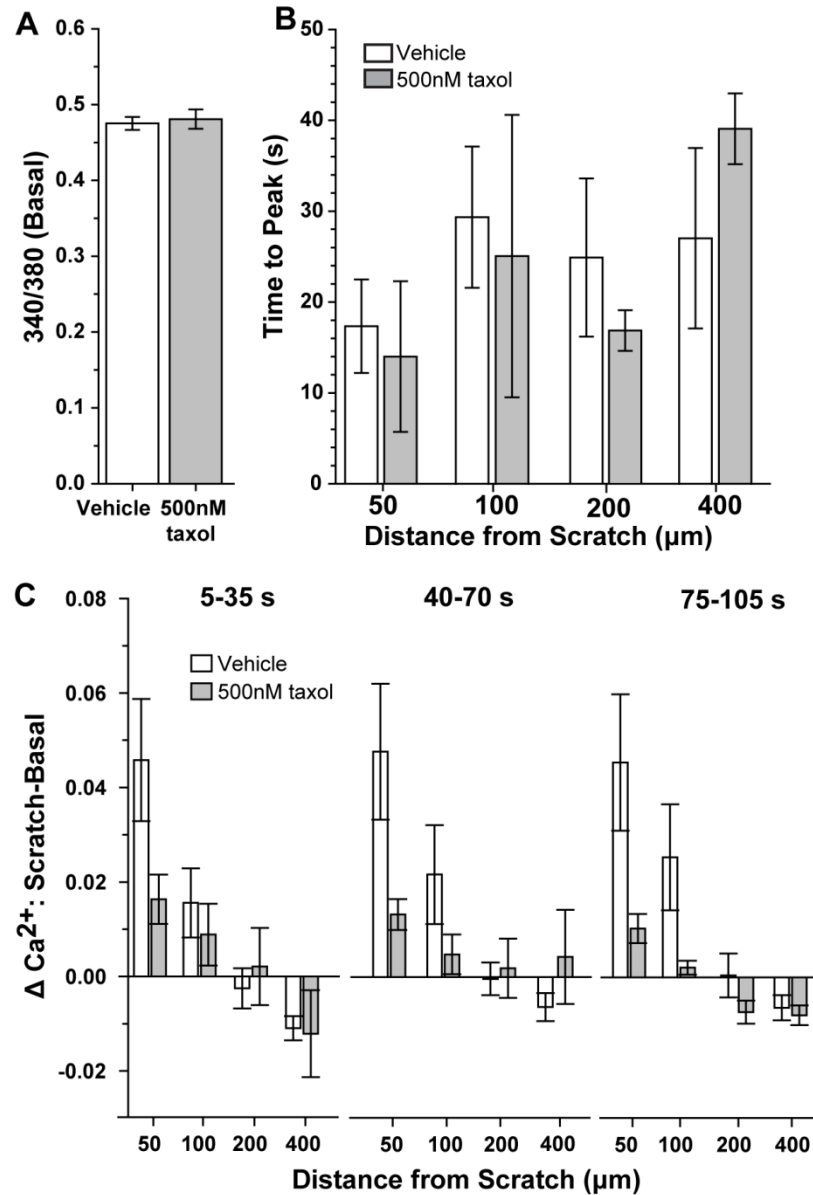 A
0.6
0.5
0.4
0.3
0.2
0.1
0.0
340/380 (Basal)
Vehicle 500nM
taxol
B
50
40
30
20
10
0
Time to Peak (s)
Vehicle
500nM taxol
50 100 200 400
Distance from Scratch (µm)
C
5-35 s 40-70 s 75-105 s
0.08
0.06
0.04
0.02
0.00
-0.02
Δ Ca²⁺: Scratch-Basal
Vehicle
500nM taxol
50 100 200 400 50 100 200 400 50 100 200 400
Distance from Scratch (µm)